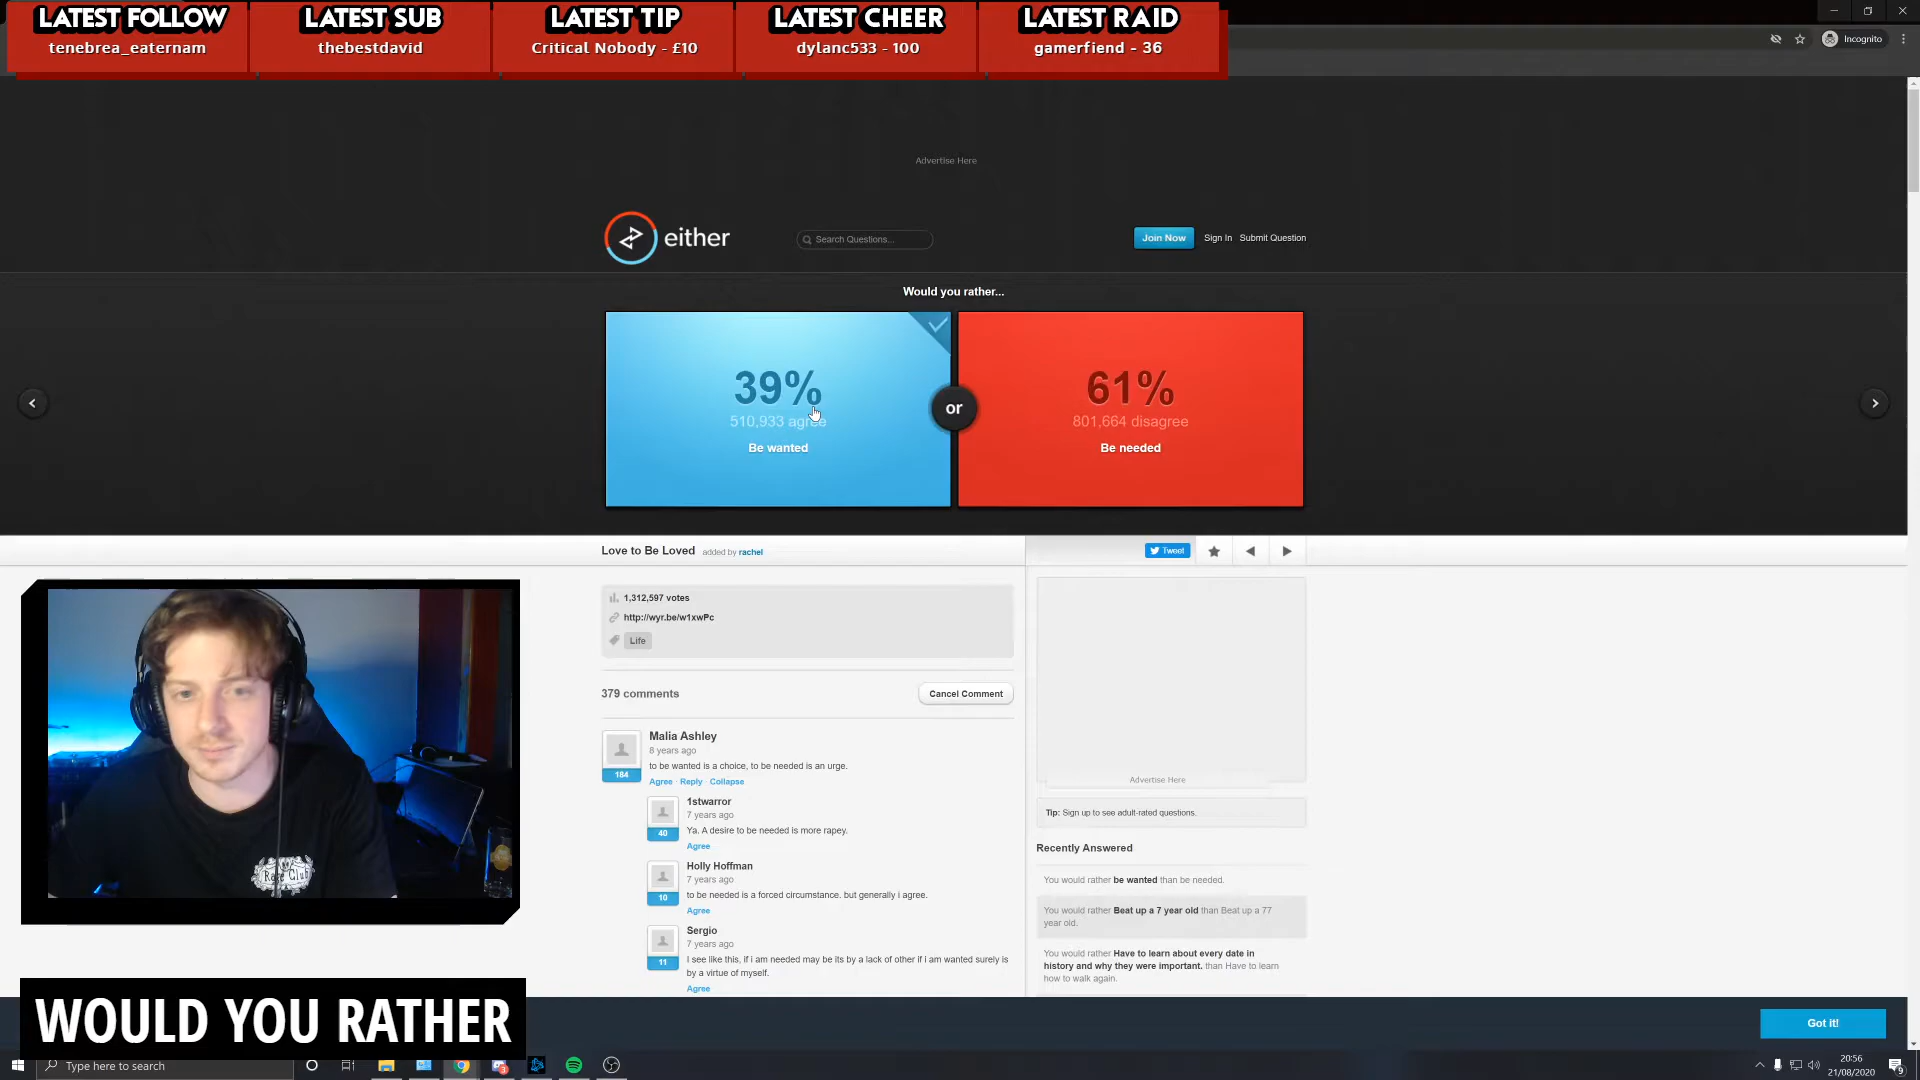 LATEST FOLLOW
tenebrea_eaternam
LATEST SUB
thebestdavid
LATEST TIP
Critical Nobody - £10
LATEST CHEER
dylanc533 - 100
LATEST RAID
gamerfiend - 36
Incognito
Advertise Here
either
Search Questions...
Join Now
Sign In
Submit Question
Would you rather...
39%
510,933 agree
Be wanted
or
61%
801,664 disagree
Be needed
Love to Be Loved added by rachel
Tweet
1,312,597 votes
http://wyr.be/w1xwPc
Life
379 comments
Cancel Comment
Malia Ashley
8 years ago
to be wanted is a choice, to be needed is an urge.
184
Agree · Reply · Collapse
1stwarror
7 years ago
Ya. A desire to be needed is more rapey.
40
Agree
Holly Hoffman
7 years ago
to be needed is a forced circumstance. but generally i agree.
10
Agree
Sergio
7 years ago
I see like this, if i am needed may be its by a lack of other if i am wanted surely is
by a virtue of myself.
11
Agree
Advertise Here
Tip: Sign up to see adult-rated questions.
Recently Answered
You would rather be wanted than be needed.
You would rather Beat up a 7 year old than Beat up a 77
year old.
You would rather Have to learn about every date in
history and why they were important. than Have to learn
how to walk again.
WOULD YOU RATHER
Got it!
Type here to search
20:56
21/08/2020